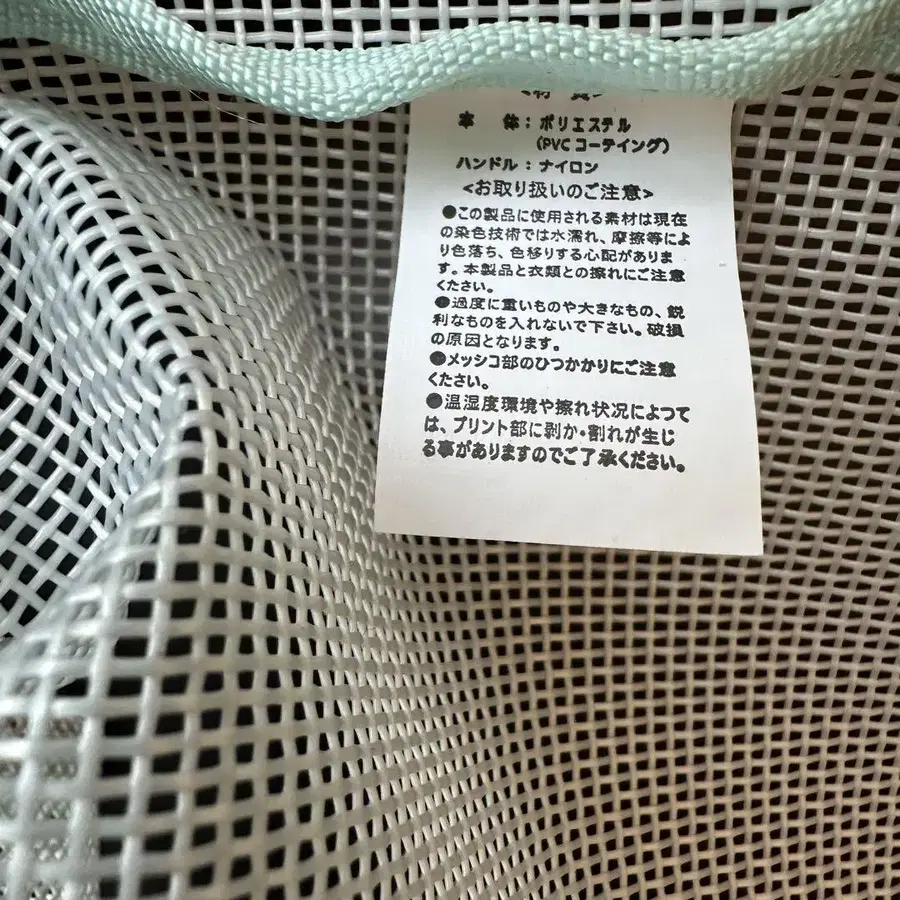 <材 質>
本 体：ポリエステル
(PVCコーテイング)
ハンドル：ナイロン
<お取り扱いのご注意>
●この製品に使用される素材は現在
の染色技術では水濡れ、摩擦等によ
り色落ち、色移りする心配がありま
す。本製品と衣類との擦れにご注意
ください。
●過度に重いものや大きなもの、鋭
利なものを入れないで下さい。破損
の原因となります。
●メッシコ部のひつかかりにご注意
ください。
●温湿度環境や擦れ状況によつて
は、プリント部に剥か・割れが生じ
る事がありますのでご了承ください。